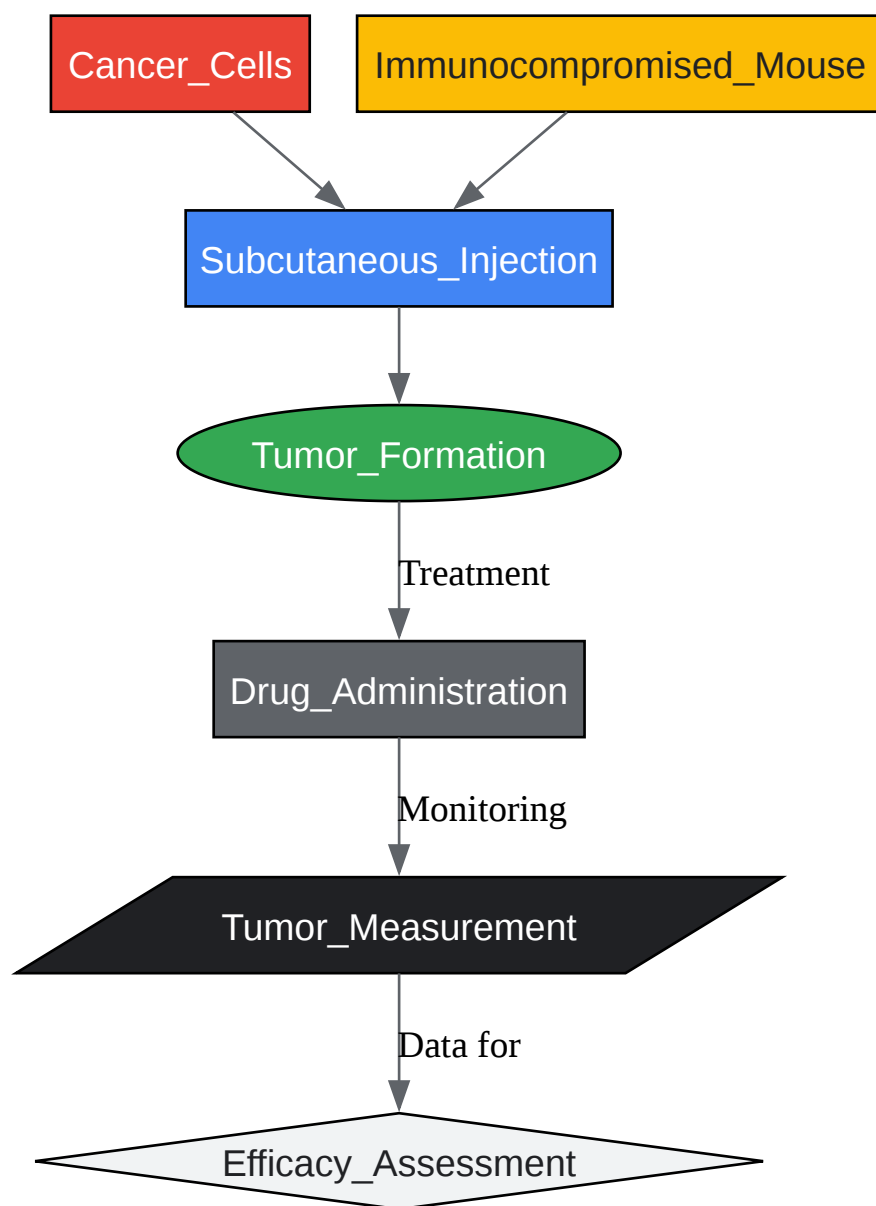 Cancer_Cells
Immunocompromised_Mouse
Subcutaneous_Injection
Tumor_Formation
Treatment
Drug_Administration
Monitoring
Tumor_Measurement
Data for
Efficacy_Assessment